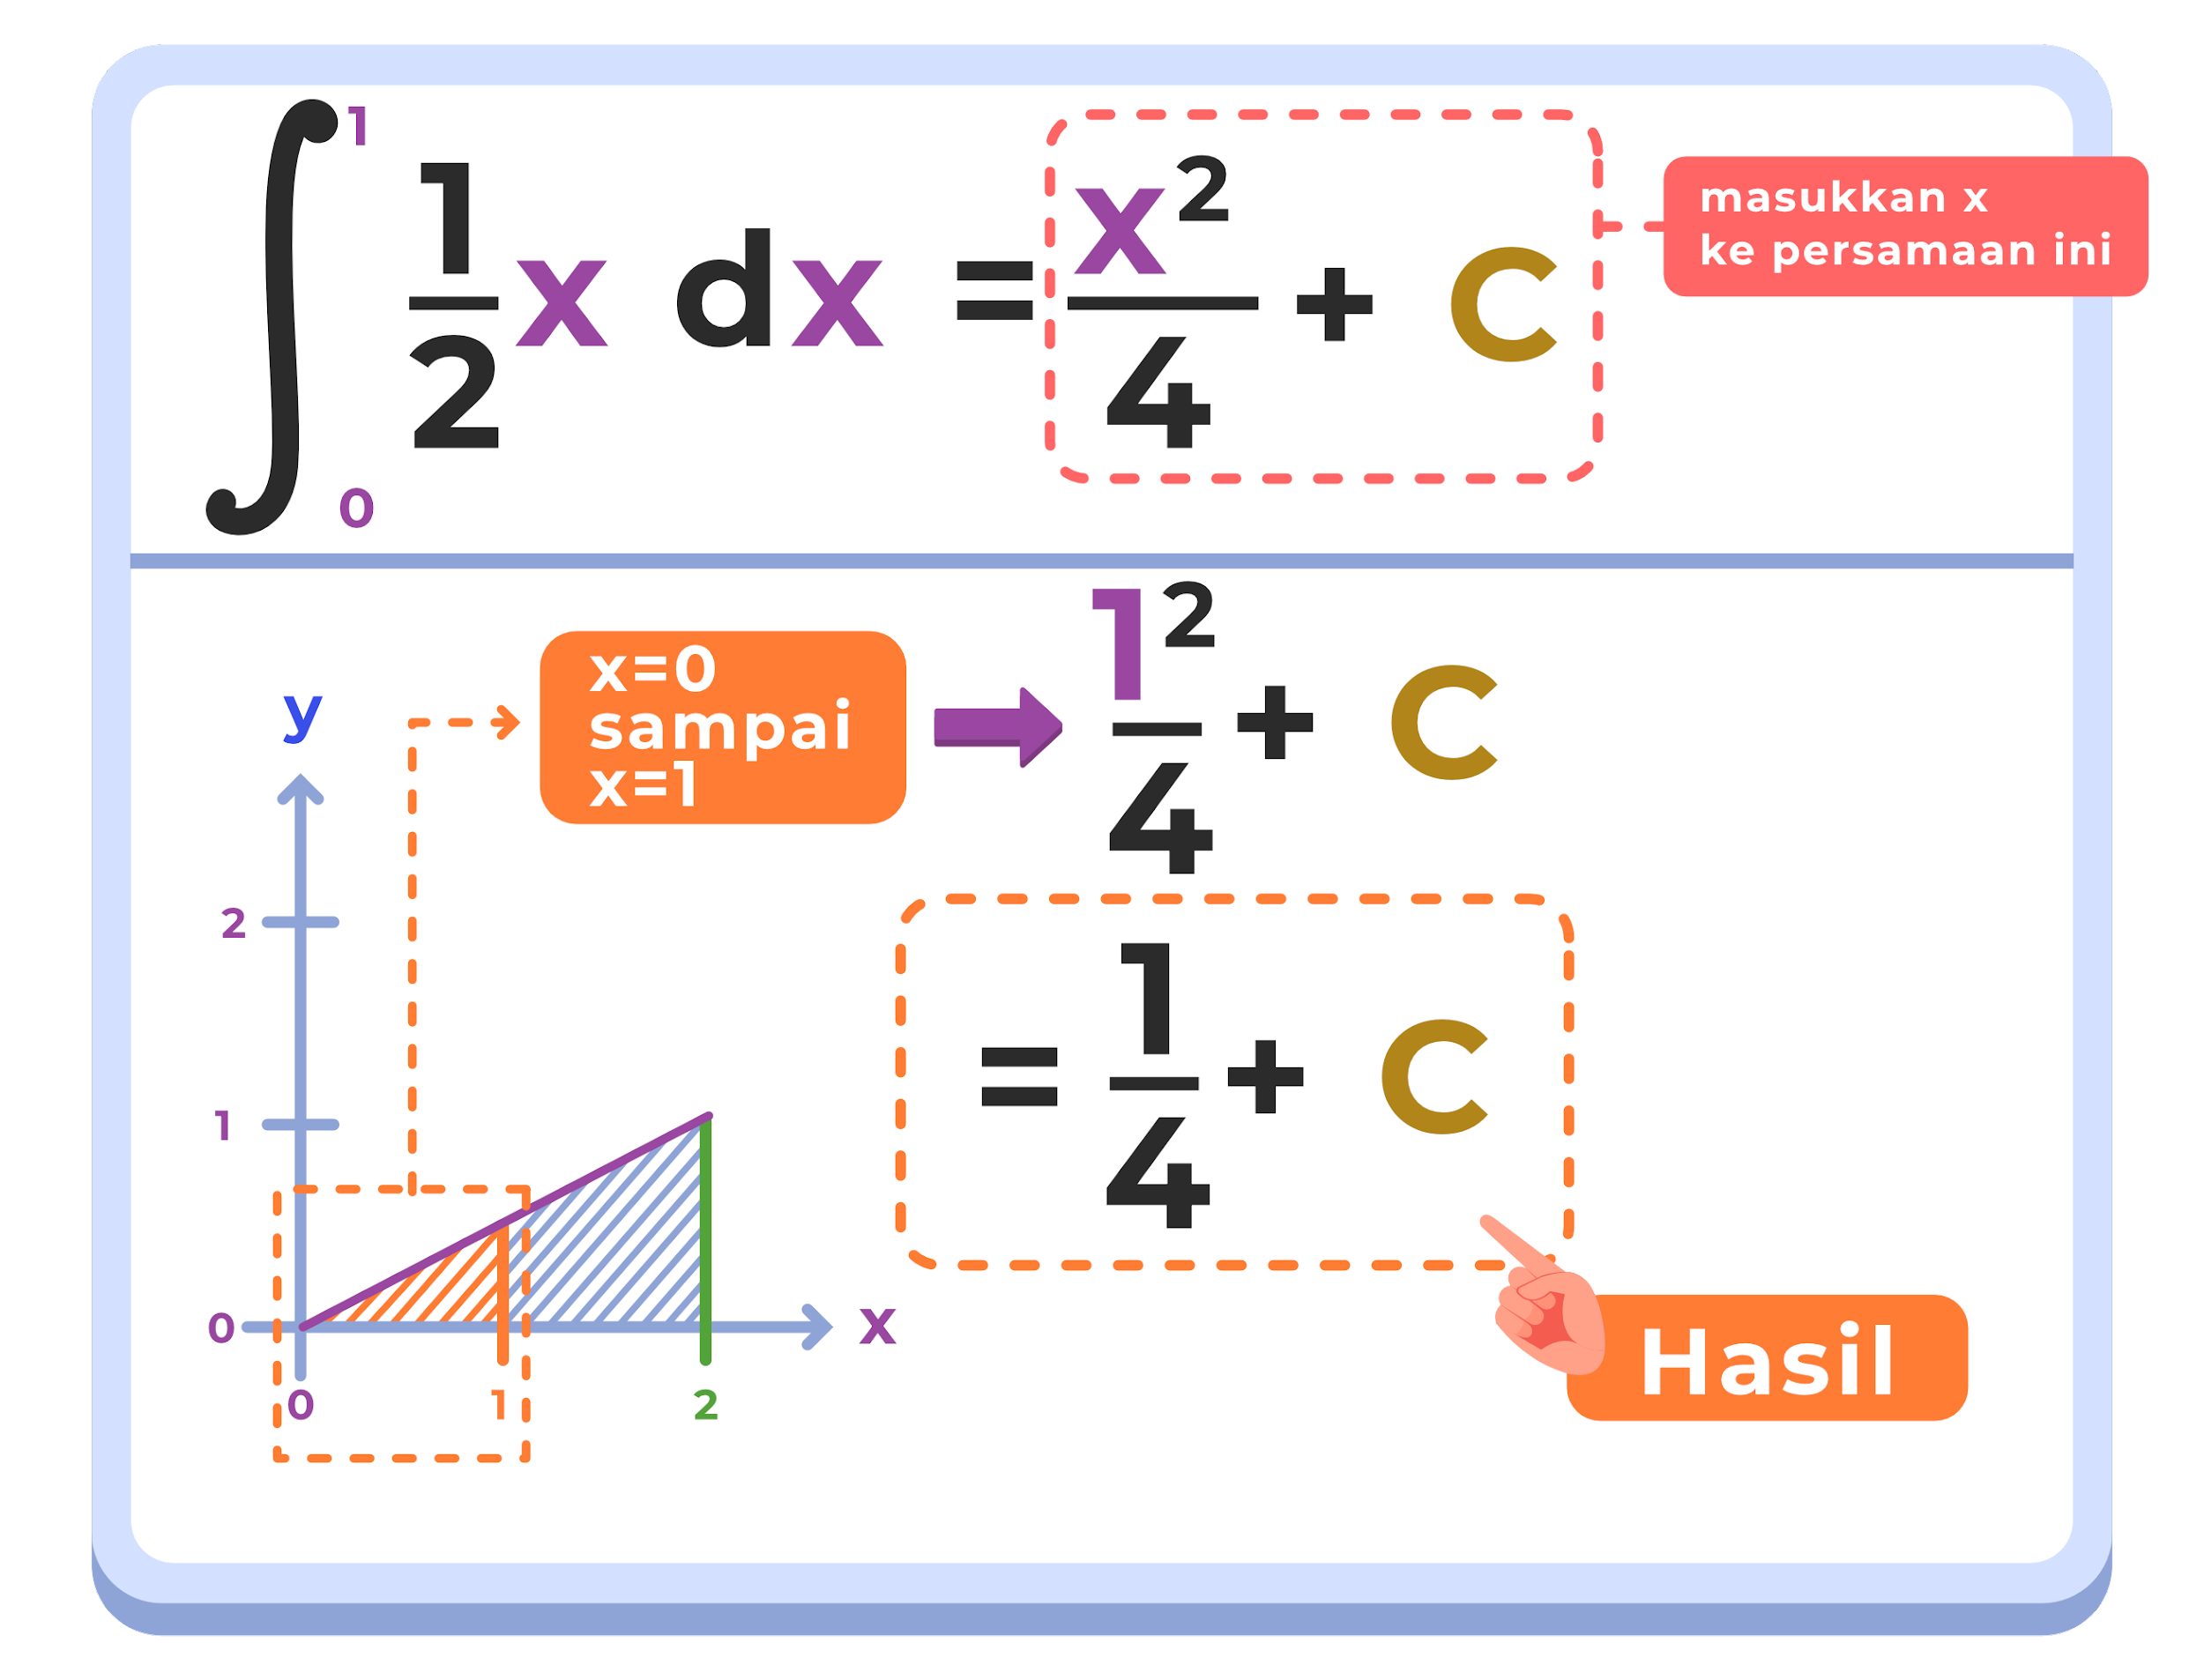 ∫₀¹ 1/2 x dx = x²/4 + C
masukkan x
ke persamaan ini
x=0
sampai
x=1
1²/4 + C
y
2
1
0
x
0 1 2
= 1/4 + C
Hasil